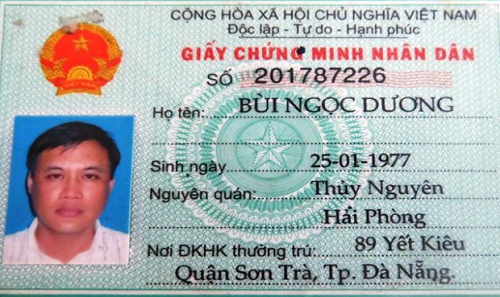 CỘNG HÒA XÃ HỘI CHỦ NGHĨA VIỆT NAM
Độc lập - Tự do - Hạnh phúc
GIẤY CHỨNG MINH NHÂN DÂN
SỐ 201787226
Họ tên: BÙI NGỌC DƯƠNG
Sinh ngày 25-01-1977
Nguyên quán: Thủy Nguyên
Hải Phòng
Nơi ĐKHK thường trú: 89 Yết Kiêu
Quận Sơn Trà, Tp. Đà Nẵng.